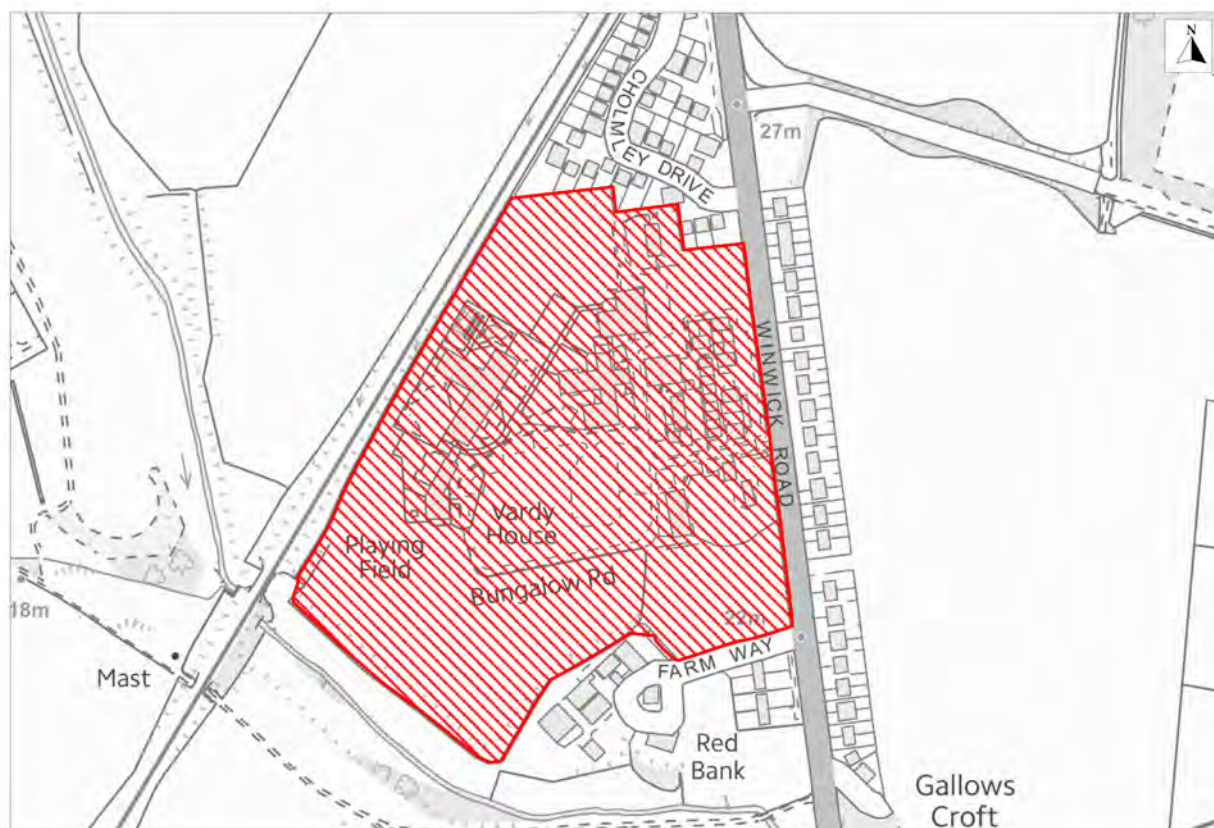 N
CHOLMLEY DRIVE
27m
WINWICK ROAD
Vardy
House
Playing
Field
Bungalow Rd
22m
18m
FARM WAY
Mast
Red
Bank
Gallows
Croft